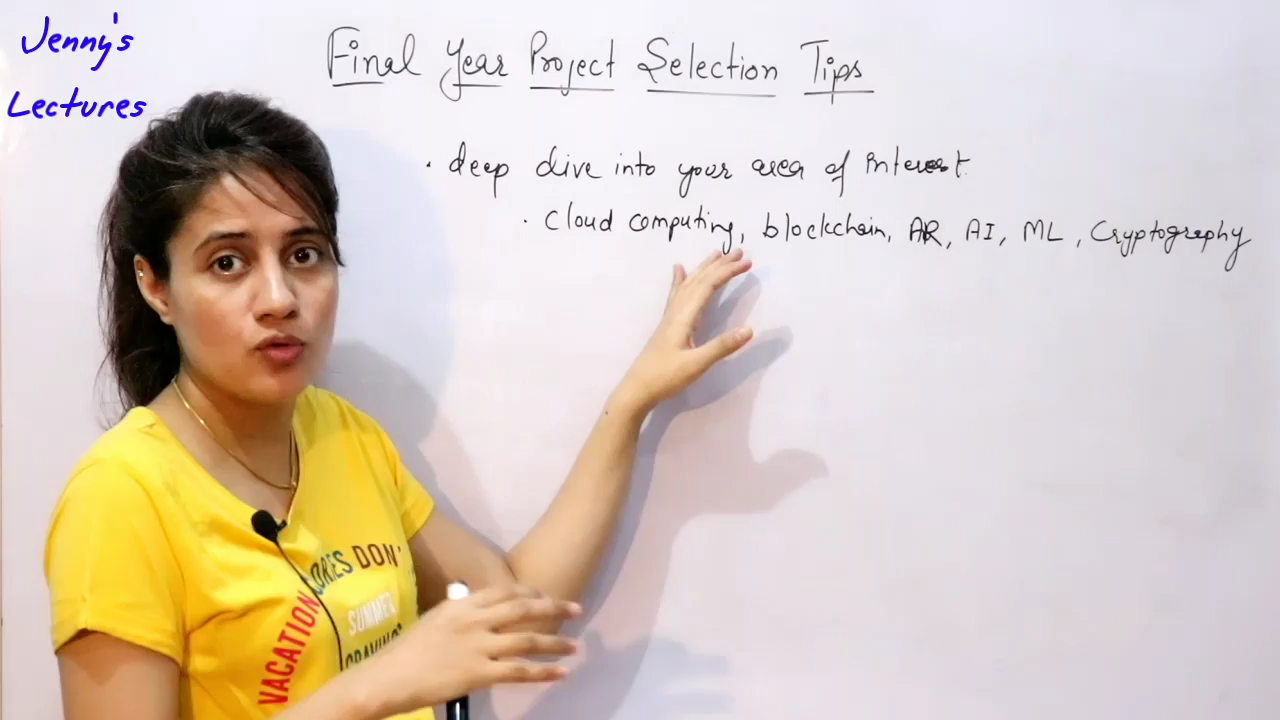 Jenny's
Lectures
Final Year Project Selection Tips
. deep dive into your area of interest
. Cloud computing, blockchain, AR, AI, ML, Cryptography
DON'
VACATION
SUMMER